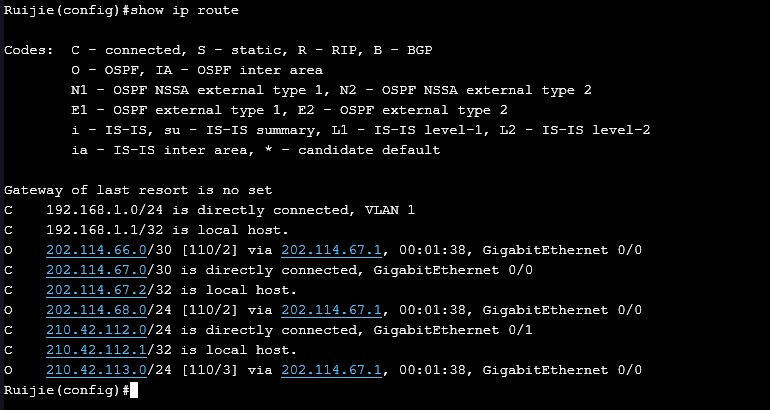 Ruijie(config)#show ip route
Codes:  C - connected, S - static, R - RIP, B - BGP
        O - OSPF, IA - OSPF inter area
        N1 - OSPF NSSA external type 1, N2 - OSPF NSSA external type 2
        E1 - OSPF external type 1, E2 - OSPF external type 2
        i - IS-IS, su - IS-IS summary, L1 - IS-IS level-1, L2 - IS-IS level-2
        ia - IS-IS inter area, * - candidate default
Gateway of last resort is no set
C    192.168.1.0/24 is directly connected, VLAN 1
C    192.168.1.1/32 is local host.
O    202.114.66.0/30 [110/2] via 202.114.67.1, 00:01:38, GigabitEthernet 0/0
C    202.114.67.0/30 is directly connected, GigabitEthernet 0/0
C    202.114.67.2/32 is local host.
O    202.114.68.0/24 [110/2] via 202.114.67.1, 00:01:38, GigabitEthernet 0/0
C    210.42.112.0/24 is directly connected, GigabitEthernet 0/1
C    210.42.112.1/32 is local host.
O    210.42.113.0/24 [110/3] via 202.114.67.1, 00:01:38, GigabitEthernet 0/0
Ruijie(config)#